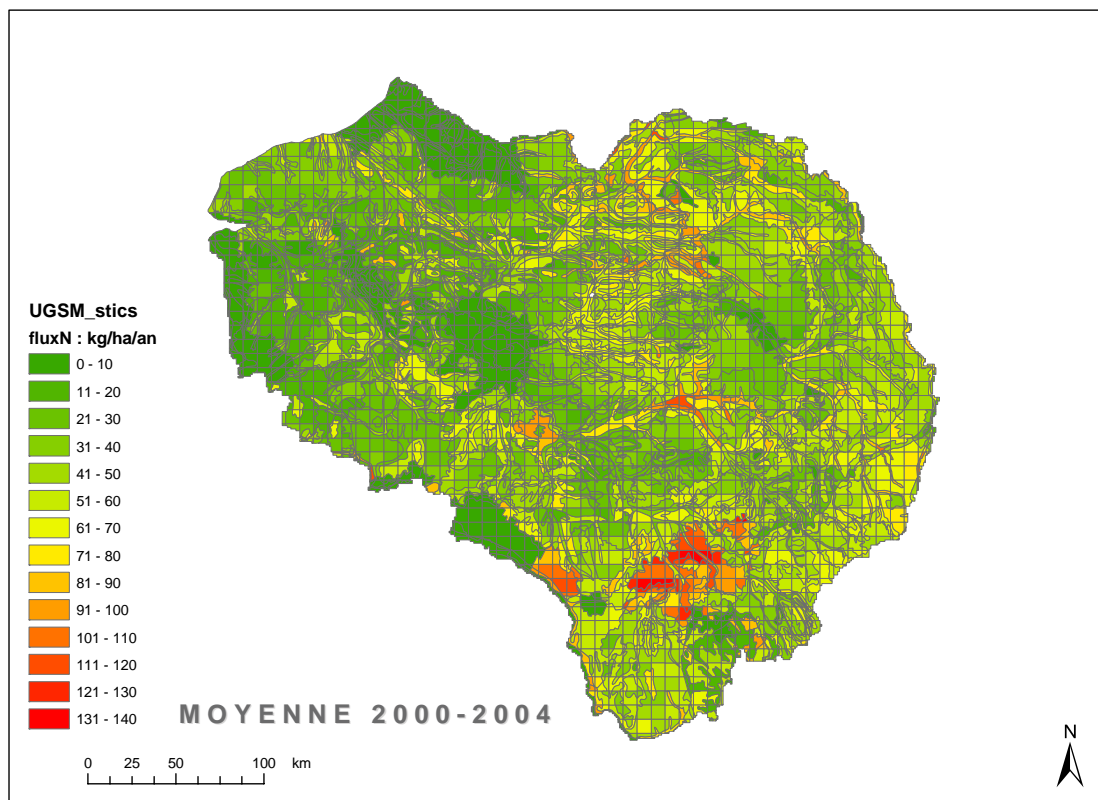 UGSM_stics
fluxN : kg/ha/an
0 - 10
11 - 20
21 - 30
31 - 40
41 - 50
51 - 60
61 - 70
71 - 80
81 - 90
91 - 100
101 - 110
111 - 120
121 - 130
131 - 140
MOYENNE 2000-2004
0 25 50 100 km
N